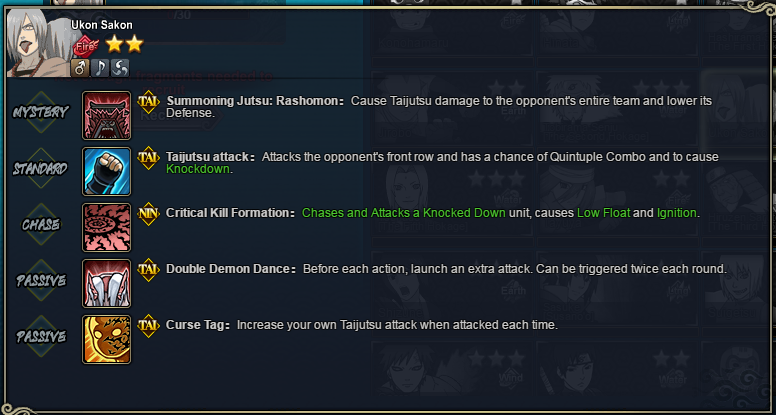 /30
Ukon Sakon
Fire
MYSTERY
TAI
Summoning Jutsu: Rashomon： Cause Taijutsu damage to the opponent's entire team and lower its
Defense.
STANDARD
TAI
Taijutsu attack： Attacks the opponent's front row and has a chance of Quintuple Combo and to cause
Knockdown.
CHASE
NIN
Critical Kill Formation： Chases and Attacks a Knocked Down unit, causes Low Float and Ignition.
PASSIVE
TAI
Double Demon Dance： Before each action, launch an extra attack. Can be triggered twice each round.
Earth
PASSIVE
TAI
Curse Tag： Increase your own Taijutsu attack when attacked each time.
Wind